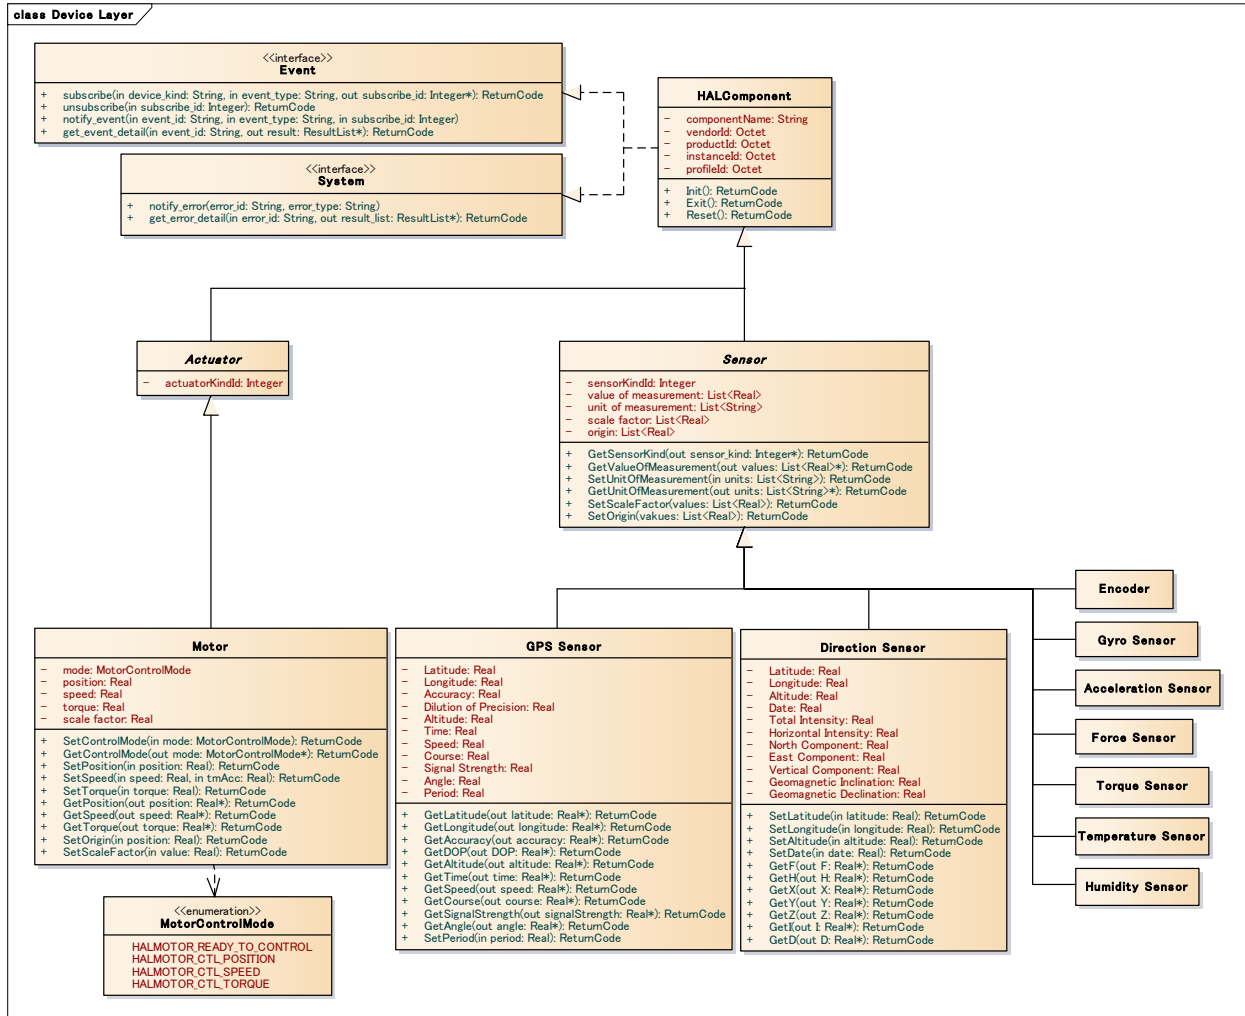 class Device Layer
<<interface>>
Event
+ subscribe(in device_kind: String, in event_type: String, out subscribe_id: Integer*): ReturnCode
+ unsubscribe(in subscribe_id: Integer): ReturnCode
+ notify_event(in event_id: String, in event_type: String, in subscribe_id: Integer)
+ get_event_detail(in event_id: String, out result: ResultList*): ReturnCode
<<interface>>
System
+ notify_error(error_id: String, error_type: String)
+ get_error_detail(in error_id: String, out result_list: ResultList*): ReturnCode
HALComponent
- componentName: String
- vendorId: Octet
- productId: Octet
- instanceId: Octet
- profileId: Octet
+ Init(): ReturnCode
+ Exit(): ReturnCode
+ Reset(): ReturnCode
Actuator
- actuatorKindId: Integer
Sensor
- sensorKindId: Integer
- value of measurement: List<Real>
- unit of measurement: List<String>
- scale factor: List<Real>
- origin: List<Real>
+ GetSensorKind(out sensor_kind: Integer*): ReturnCode
+ GetValueOfMeasurement(out values: List<Real>*): ReturnCode
+ SetUnitOfMeasurement(in units: List<String>): ReturnCode
+ GetUnitOfMeasurement(out units: List<String>*): ReturnCode
+ SetScaleFactor(values: List<Real>): ReturnCode
+ SetOrigin(vakues: List<Real>): ReturnCode
Motor
- mode: MotorControlMode
- position: Real
- speed: Real
- torque: Real
- scale factor: Real
+ SetControlMode(in mode: MotorControlMode): ReturnCode
+ GetControlMode(out mode: MotorControlMode*): ReturnCode
+ SetPosition(in position: Real): ReturnCode
+ SetSpeed(in speed: Real, in tmAcc: Real): ReturnCode
+ SetTorque(in torque: Real): ReturnCode
+ GetPosition(out position: Real*): ReturnCode
+ GetSpeed(out speed: Real*): ReturnCode
+ GetTorque(out torque: Real*): ReturnCode
+ SetOrigin(in position: Real): ReturnCode
+ SetScaleFactor(in value: Real): ReturnCode
<<enumeration>>
MotorControlMode
HALMOTOR_READY_TO_CONTROL
HALMOTOR_CTL_POSITION
HALMOTOR_CTL_SPEED
HALMOTOR_CTL_TORQUE
GPS Sensor
- Latitude: Real
- Longitude: Real
- Accuracy: Real
- Dilution of Precision: Real
- Altitude: Real
- Time: Real
- Speed: Real
- Course: Real
- Signal Strength: Real
- Angle: Real
- Period: Real
+ GetLatitude(out latitude: Real*): ReturnCode
+ GetLongitude(out longitude: Real*): ReturnCode
+ GetAccuracy(out accuracy: Real*): ReturnCode
+ GetDOP(out DOP: Real*): ReturnCode
+ GetAltitude(out altitude: Real*): ReturnCode
+ GetTime(out time: Real*): ReturnCode
+ GetSpeed(out speed: Real*): ReturnCode
+ GetCourse(out course: Real*): ReturnCode
+ GetSignalStrength(out signalStrength: Real*): ReturnCode
+ GetAngle(out angle: Real*): ReturnCode
+ SetPeriod(in period: Real): ReturnCode
Direction Sensor
- Latitude: Real
- Longitude: Real
- Altitude: Real
- Date: Real
- Total Intensity: Real
- Horizontal Intensity: Real
- North Component: Real
- East Component: Real
- Vertical Component: Real
- Geomagnetic Inclination: Real
- Geomagnetic Declination: Real
+ SetLatitude(in latitude: Real): ReturnCode
+ SetLongitude(in longitude: Real): ReturnCode
+ SetAltitude(in altitude: Real): ReturnCode
+ SetDate(in date: Real): ReturnCode
+ GetF(out F: Real*): ReturnCode
+ GetH(out H: Real*): ReturnCode
+ GetX(out X: Real*): ReturnCode
+ GetY(out Y: Real*): ReturnCode
+ GetZ(out Z: Real*): ReturnCode
+ GetI(out I: Real*): ReturnCode
+ GetD(out D: Real*): ReturnCode
Encoder
Gyro Sensor
Acceleration Sensor
Force Sensor
Torque Sensor
Temperature Sensor
Humidity Sensor